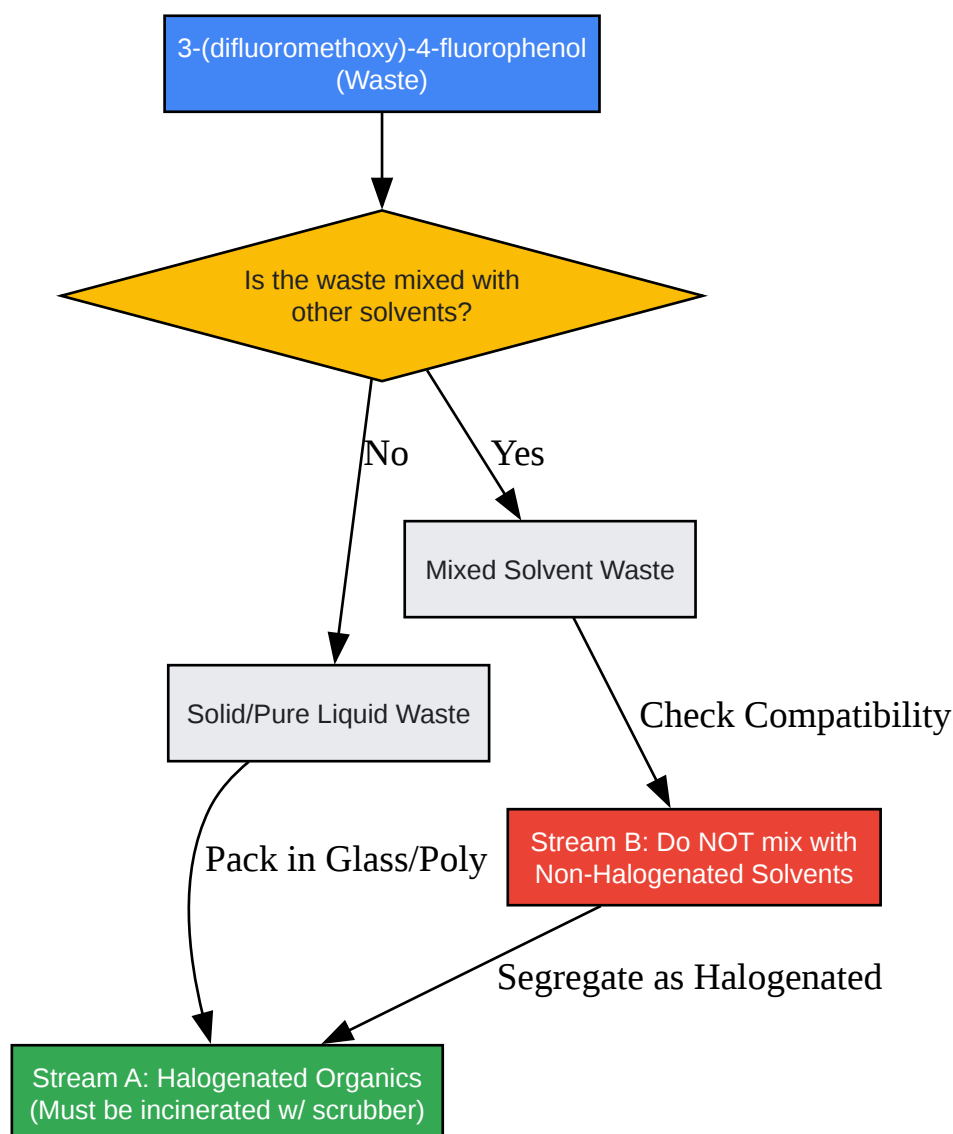 3-(difluoromethoxy)-4-fluorophenol
(Waste)
Is the waste mixed with
other solvents?
No
Yes
Mixed Solvent Waste
Solid/Pure Liquid Waste
Check Compatibility
Pack in Glass/Poly
Stream B: Do NOT mix with
Non-Halogenated Solvents
Segregate as Halogenated
Stream A: Halogenated Organics
(Must be incinerated w/ scrubber)